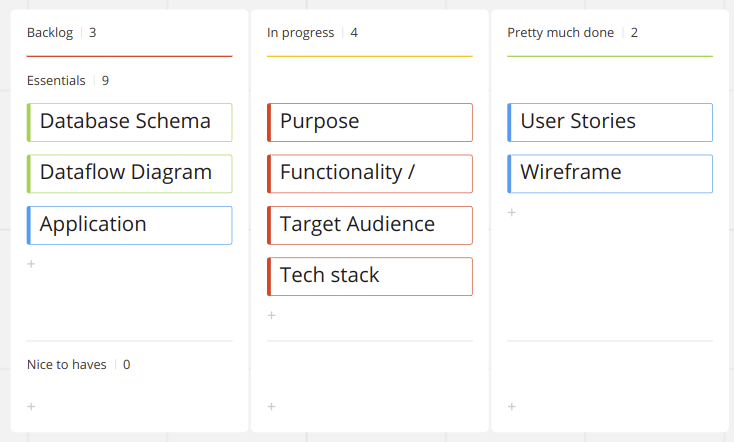 Backlog 3
In progress 4
Pretty much done 2
Essentials 9
Database Schema
Purpose
User Stories
Dataflow Diagram
Functionality /
Wireframe
Application
Target Audience
Tech stack
Nice to haves 0